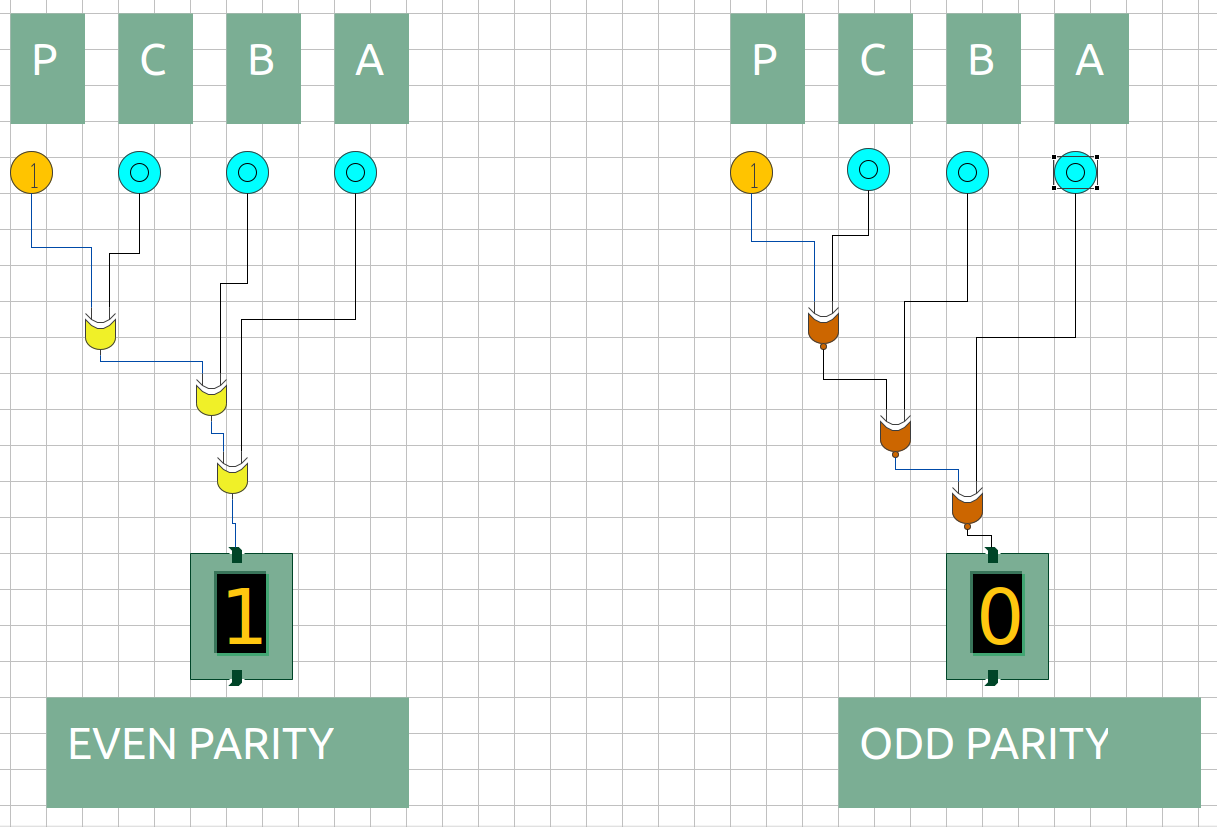 P C B A P C B A
1 0 0 0 1 0 0 0
1 0
EVEN PARITY ODD PARITY